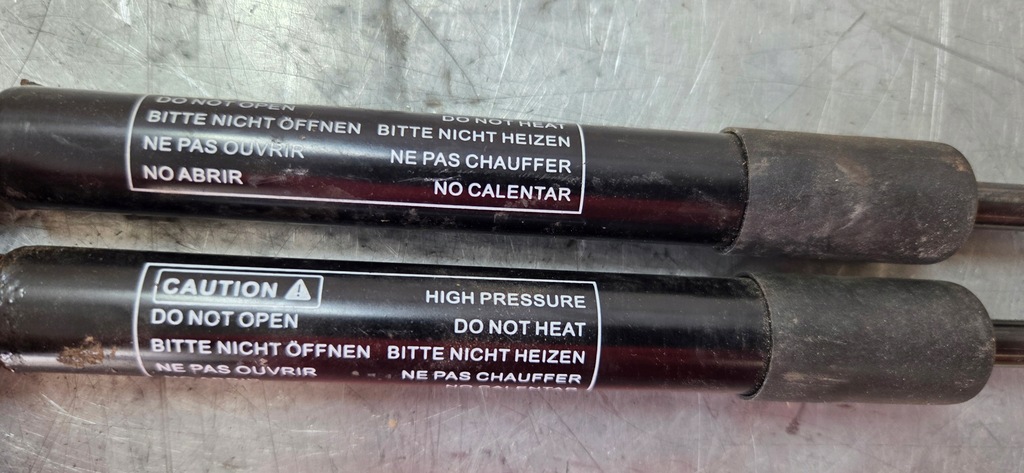 DO NOT OPEN
DO NOT HEAT
BITTE NICHT ÖFFNEN BITTE NICHT HEIZEN
NE PAS OUVRIR NE PAS CHAUFFER
NO ABRIR NO CALENTAR
CAUTION HIGH PRESSURE
DO NOT OPEN DO NOT HEAT
BITTE NICHT ÖFFNEN BITTE NICHT HEIZEN
NE PAS OUVRIR NE PAS CHAUFFER
NO CALENTAR